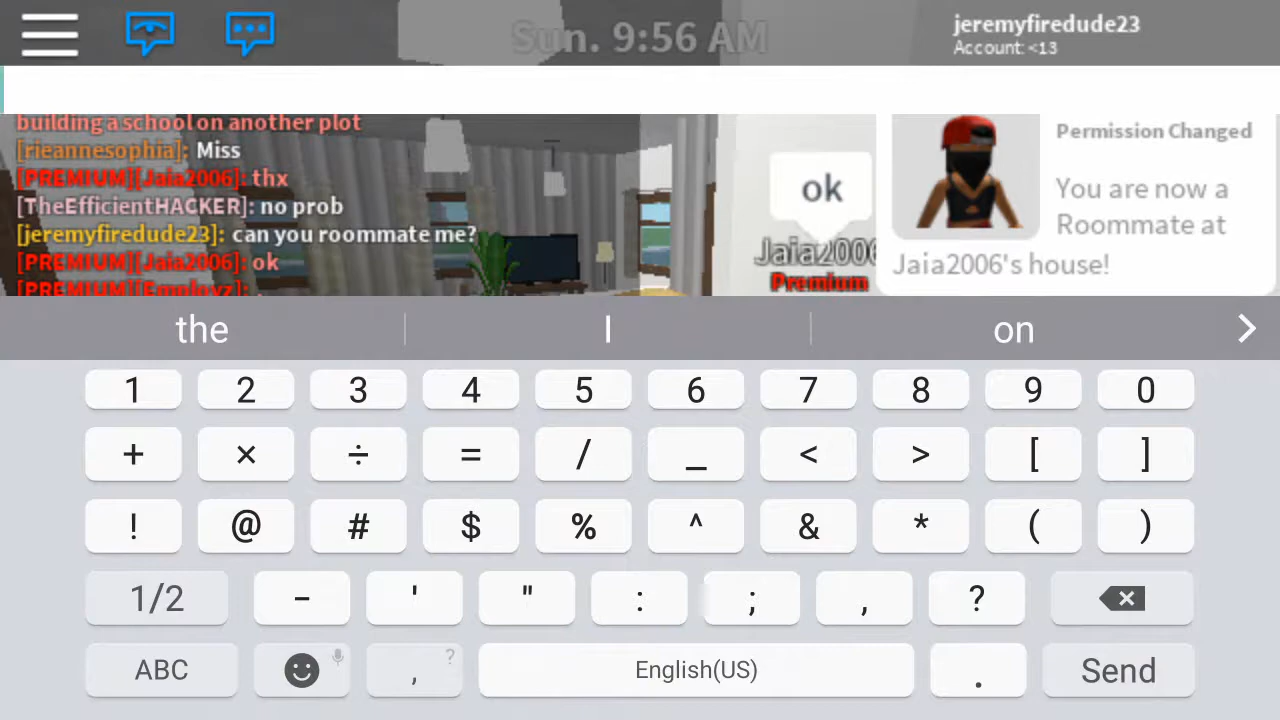 Sun. 9:56 AM
jeremyfiredude23
Account: <13
building a school on another plot
[rieannesophia]: Miss
[PREMIUM][Jaia2006]: thx
[TheEfficientHACKER]: no prob
[jeremyfiredude23]: can you roommate me?
[PREMIUM][Jaia2006]: ok
[PREMIUM][Employz]:
ok
Jaia2006
Premium
Permission Changed
You are now a
Roommate at
Jaia2006's house!
the I on >
1 2 3 4 5 6 7 8 9 0
+ × ÷ = / _ < > [ ]
! @ # $ % ^ & * ( )
1/2 - ' " : ; , ?
ABC , ? English(US) . Send